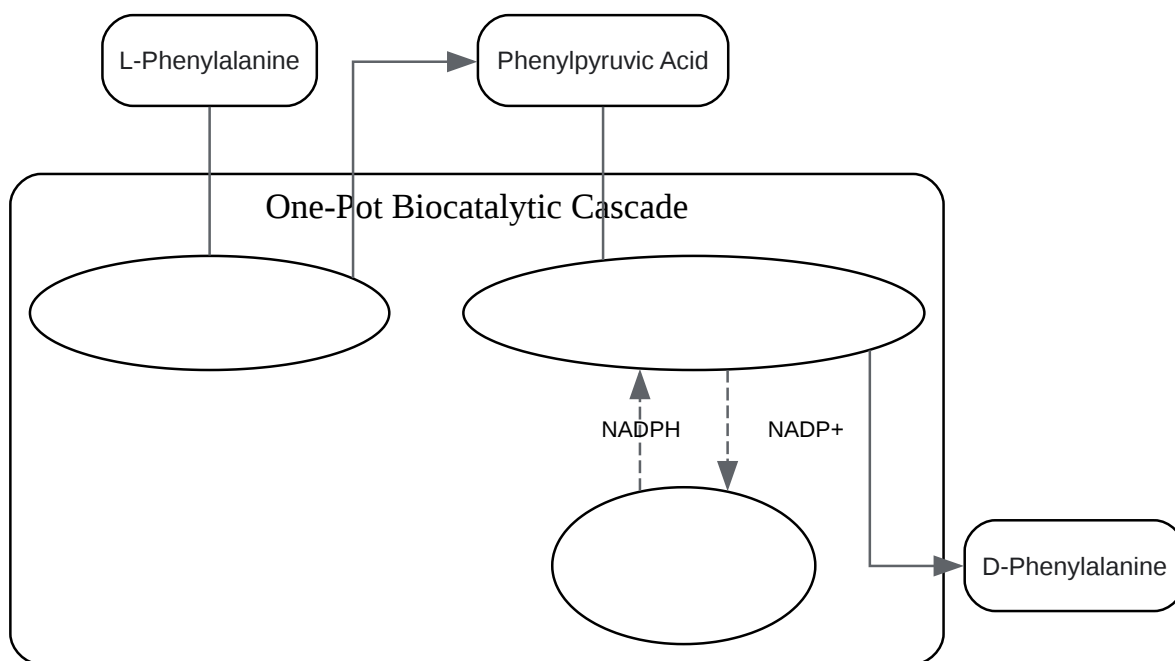 L-Phenylalanine
Phenylpyruvic Acid
One-Pot Biocatalytic Cascade
NADPH
NADP+
D-Phenylalanine